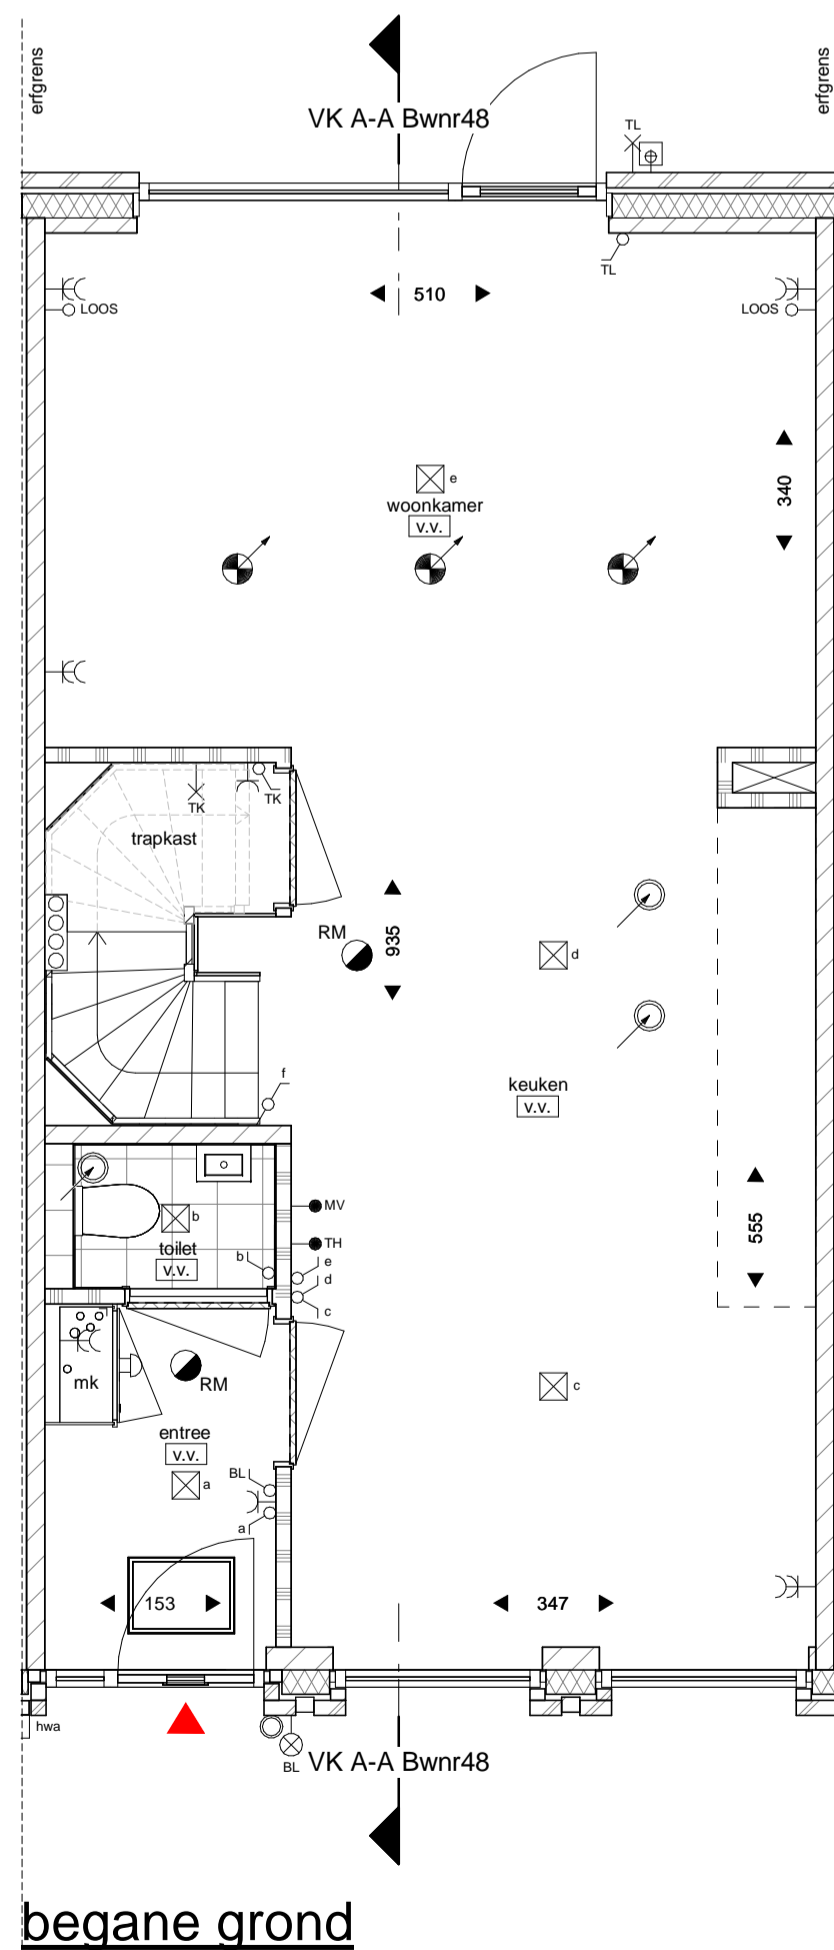 erfgrens
erfgrens
VK A-A Bwnr48
TL
TL
510
LOOS
LOOS
340
e
woonkamer
v.v.
TK
TK
trapkast
RM
935
d
f
keuken
v.v.
555
b
toilet
v.v.
b
MV
TH
e
d
c
mk
RM
c
entree
v.v.
a
BL
a
153
347
hwa
BL
VK A-A Bwnr48
begane grond